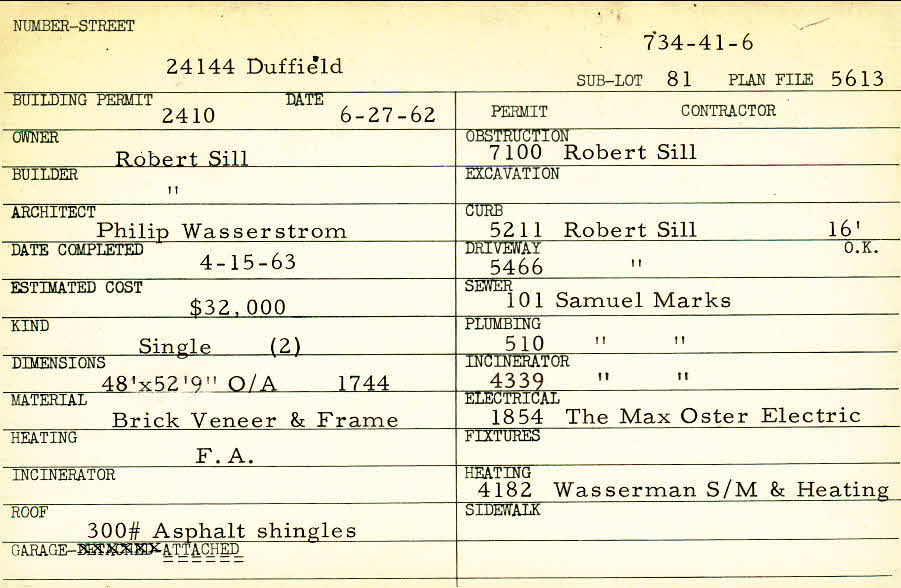 NUMBER-STREET
734-41-6
24144 Duffield
SUB-LOT 81 PLAN FILE 5613
BUILDING PERMIT DATE
2410 6-27-62
PERMIT CONTRACTOR
OWNER
Robert Sill
BUILDER
"
ARCHITECT
Philip Wasserstrom
DATE COMPLETED
4-15-63
ESTIMATED COST
$32,000
KIND
Single (2)
DIMENSIONS
48'x52'9" O/A 1744
MATERIAL
Brick Veneer & Frame
HEATING
F.A.
INCINERATOR
ROOF
300# Asphalt shingles
GARAGE-DETACHED-ATTACHED
OBSTRUCTION
7100 Robert Sill
EXCAVATION
CURB
5211 Robert Sill 16'
DRIVEWAY O.K.
5466 "
SEWER
101 Samuel Marks
PLUMBING
510 " "
INCINERATOR
4339 " "
ELECTRICAL
1854 The Max Oster Electric
FIXTURES
HEATING
4182 Wasserman S/M & Heating
SIDEWALK